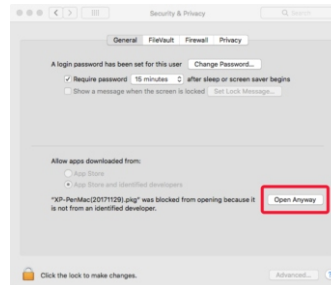 Security & Privacy
Search
General FileVault Firewall Privacy
A login password has been set for this user Change Password...
Require password 15 minutes after sleep or screen saver begins
Show a message when the screen is locked Set Lock Message...
Allow apps downloaded from:
App Store
App Store and identified developers
"XP-PenMac(20171129).pkg" was blocked from opening because it Open Anyway
is not from an identified developer.
Click the lock to make changes. Advanced... ?